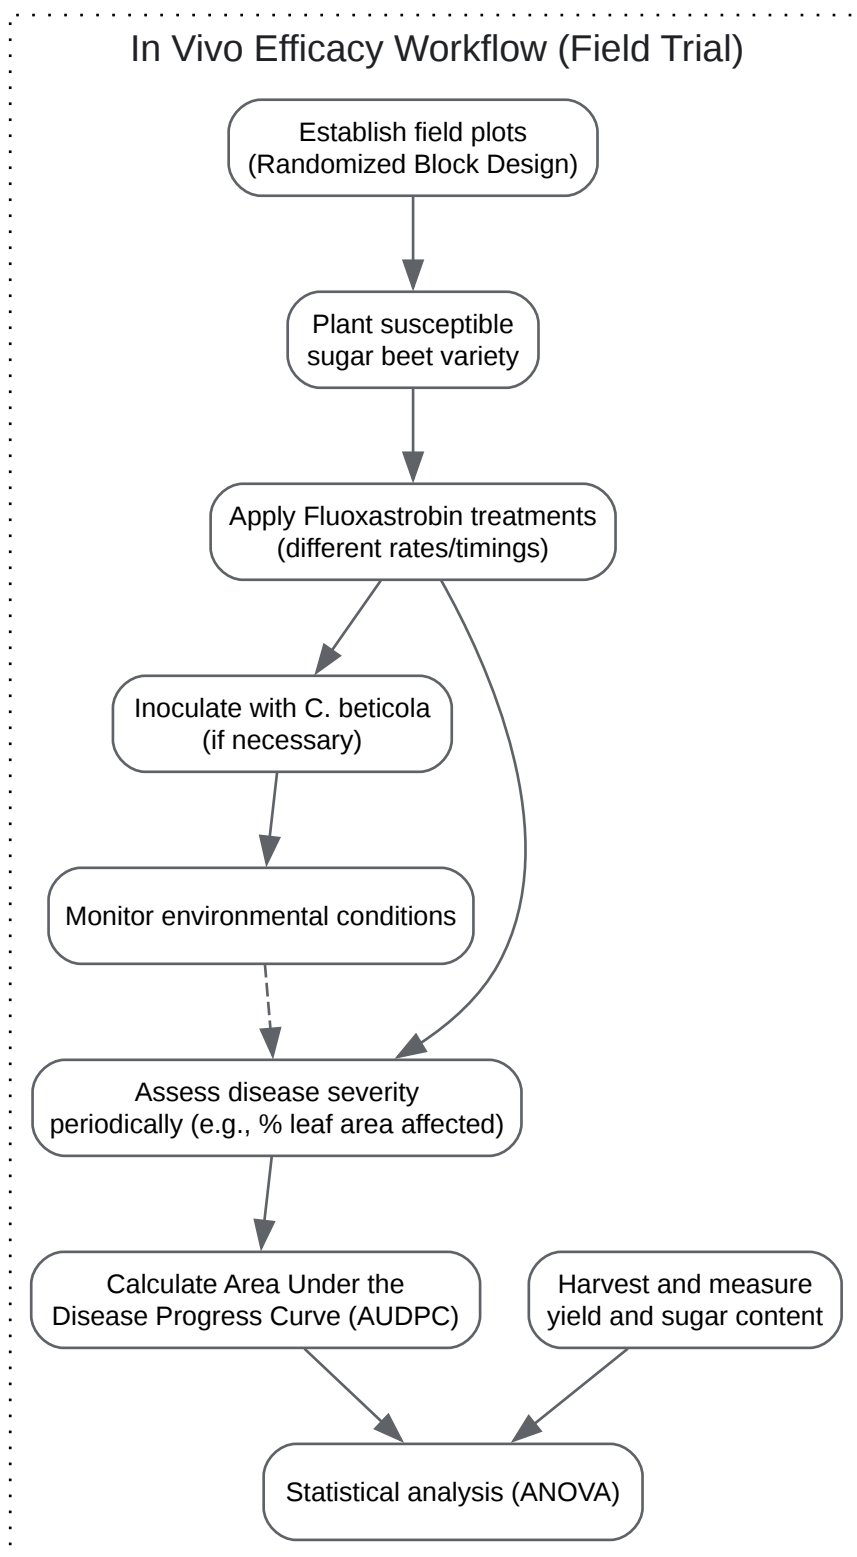 In Vivo Efficacy Workflow (Field Trial)
Establish field plots
(Randomized Block Design)
Plant susceptible
sugar beet variety
Apply Fluoxastrobin treatments
(different rates/timings)
Inoculate with C. beticola
(if necessary)
Monitor environmental conditions
Assess disease severity
periodically (e.g., % leaf area affected)
Calculate Area Under the
Disease Progress Curve (AUDPC)
Harvest and measure
yield and sugar content
Statistical analysis (ANOVA)